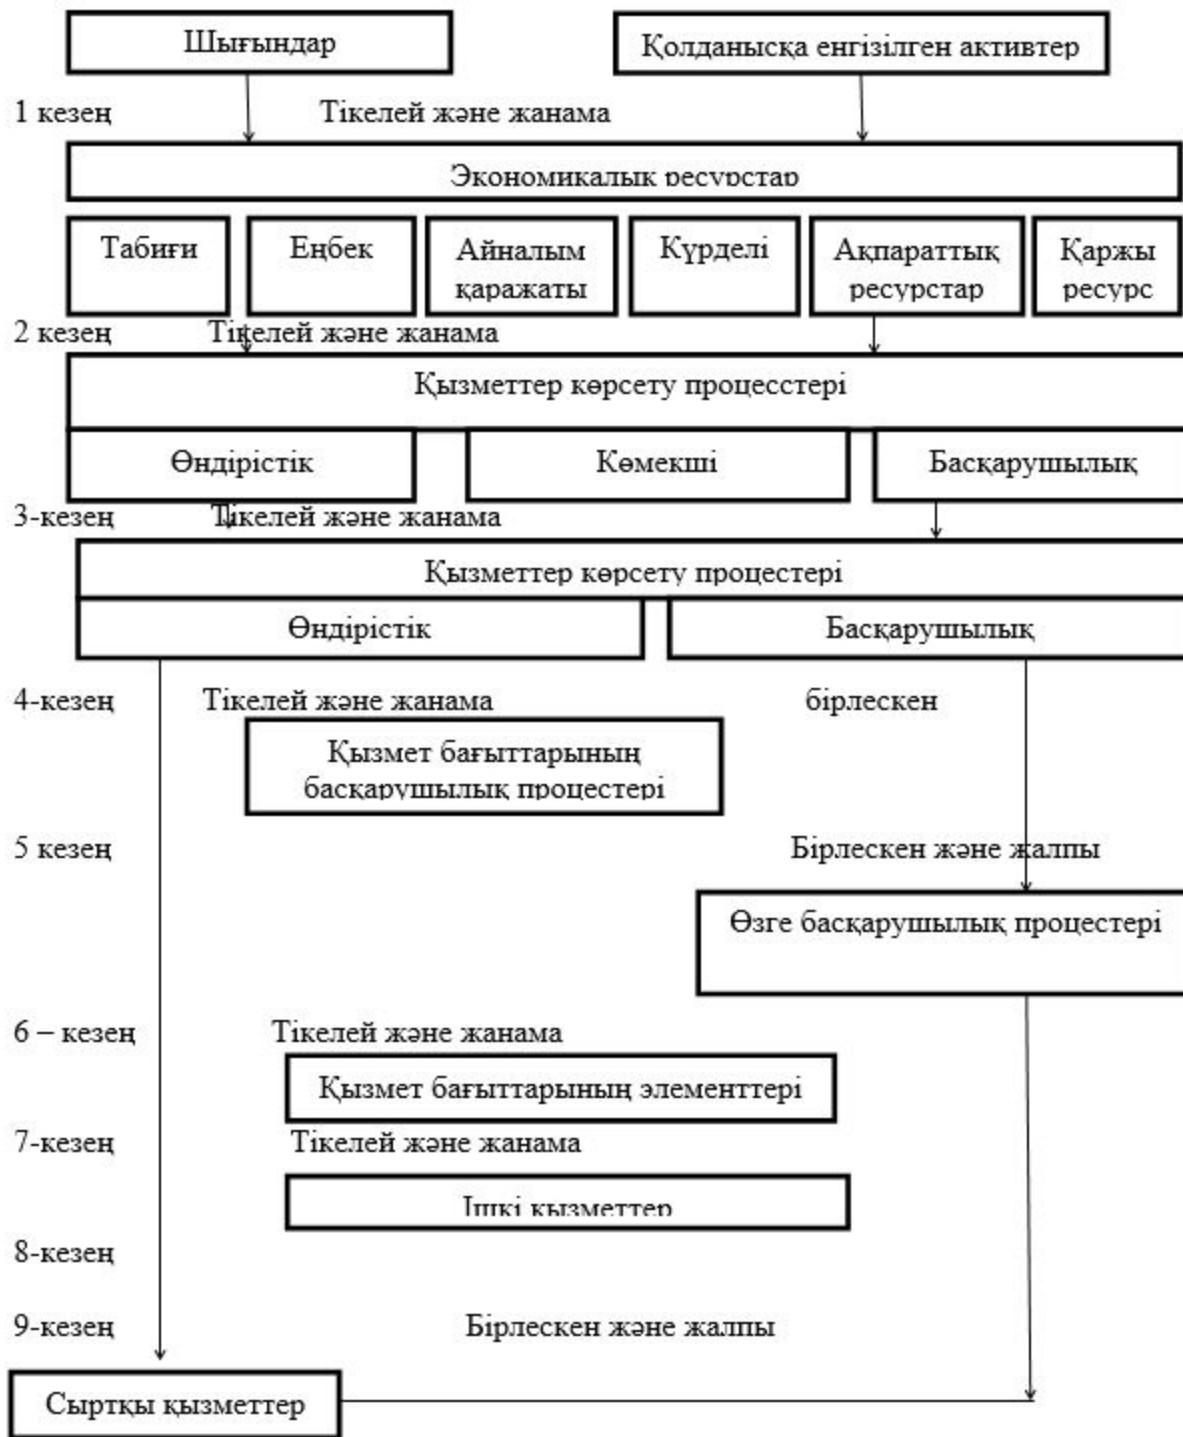 Шығындар
Қолданысқа енгізілген активтер
1 кезең
Тікелей және жанама
Экономикалық ресурстар
Табиғи
Еңбек
Айналым
қаражаты
Күрделі
Ақпараттық
ресурстар
Қаржы
ресурс
2 кезең
Тікелей және жанама
Қызметтер көрсету процесстері
Өндірістік
Көмекші
Басқарушылық
3-кезең
Тікелей және жанама
Қызметтер көрсету процестері
Өндірістік
Басқарушылық
4-кезең
Тікелей және жанама
бірлескен
Қызмет бағыттарының
басқарушылық процестері
5 кезең
Бірлескен және жалпы
Өзге басқарушылық процестері
6 – кезең
Тікелей және жанама
Қызмет бағыттарының элементтері
7-кезең
Тікелей және жанама
Ішкі қызметтер
8-кезең
9-кезең
Бірлескен және жалпы
Сыртқы қызметтер